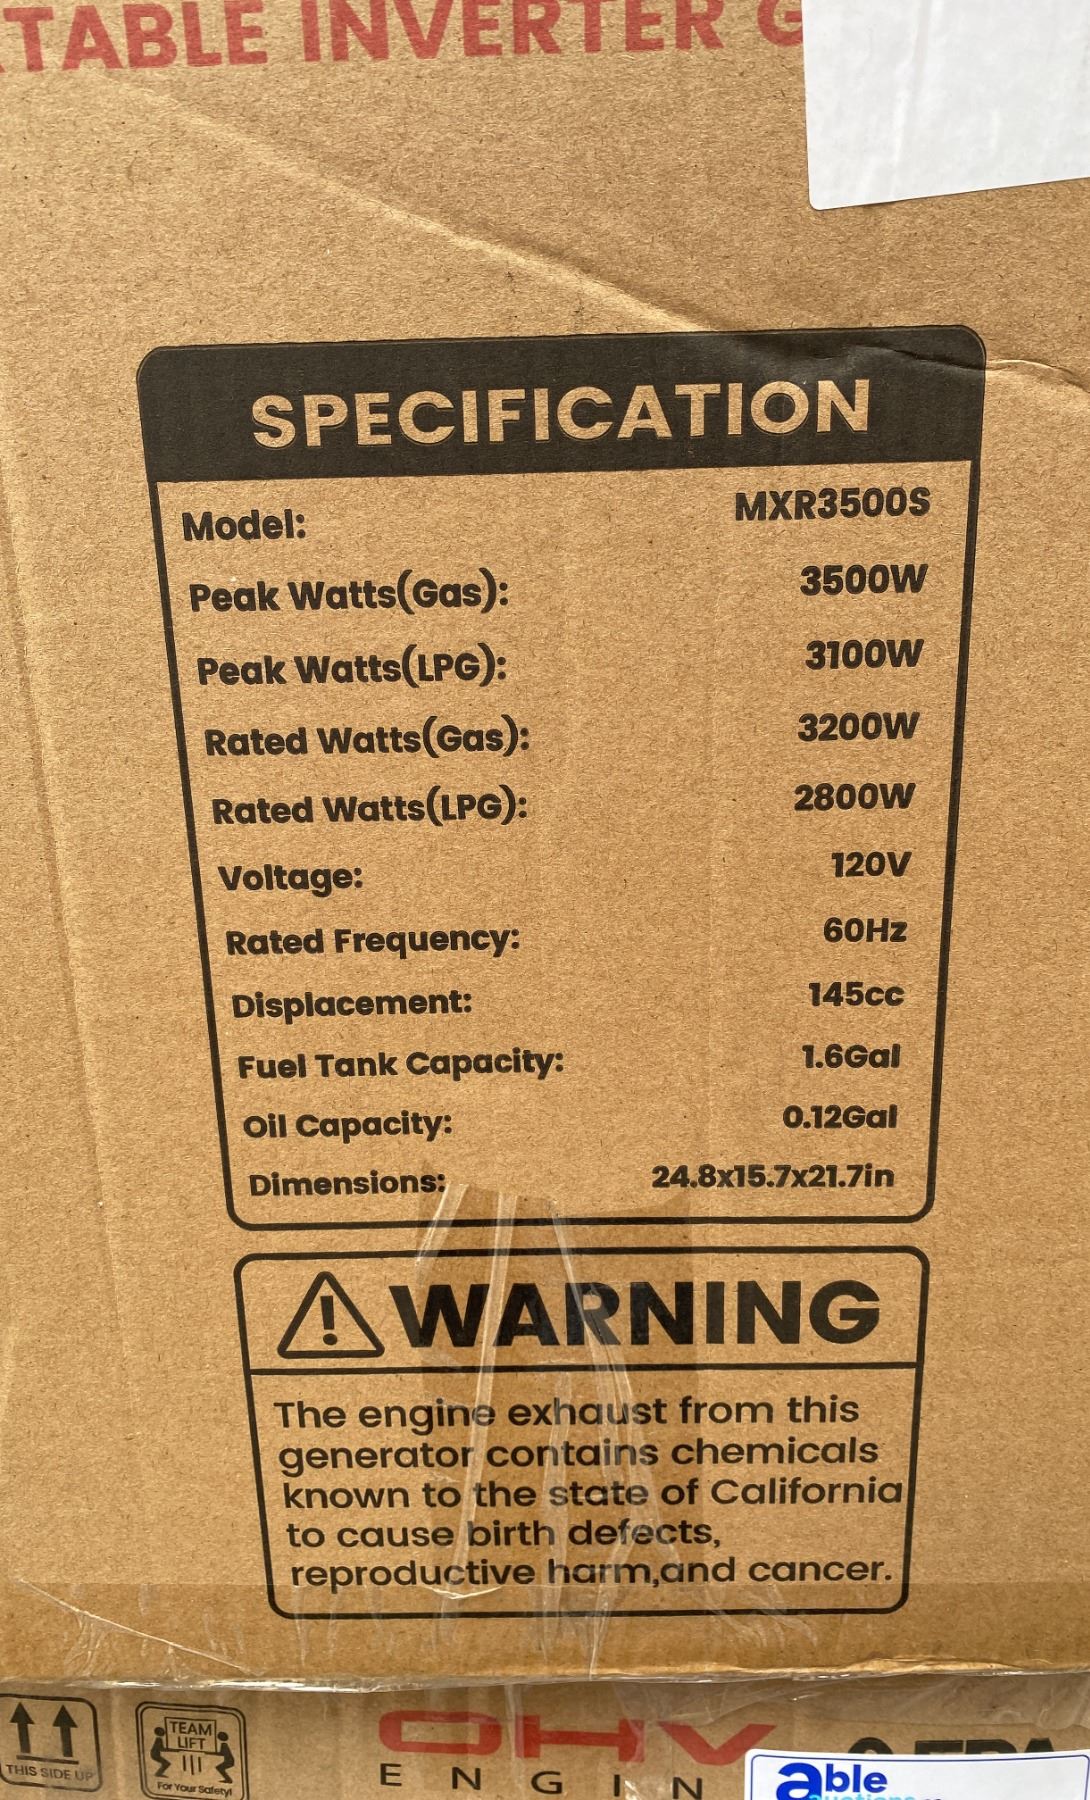 TABLE INVERTER G
SPECIFICATION
Model: MXR3500S
Peak Watts(Gas): 3500W
Peak Watts(LPG): 3100W
Rated Watts(Gas): 3200W
Rated Watts(LPG): 2800W
Voltage: 120V
Rated Frequency: 60Hz
Displacement: 145cc
Fuel Tank Capacity: 1.6Gal
Oil Capacity: 0.12Gal
Dimensions: 24.8x15.7x21.7in
WARNING
The engine exhaust from this
generator contains chemicals
known to the state of California
to cause birth defects,
reproductive harm,and cancer.
THIS SIDE UP
TEAM
LIFT
For Your Safety!
OHV
ENGIN
EPA
able
auctions